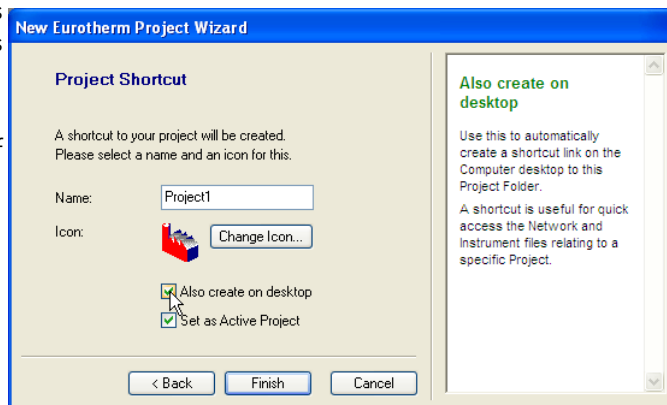 New Eurotherm Project Wizard
Project Shortcut
A shortcut to your project will be created.
Please select a name and an icon for this.
Name:
Project1
Icon:
Change Icon...
Also create on desktop
Set as Active Project
< Back
Finish
Cancel
Also create on
desktop
Use this to automatically
create a shortcut link on the
Computer desktop to this
Project Folder.
A shortcut is useful for quick
access the Network and
Instrument files relating to a
specific Project.